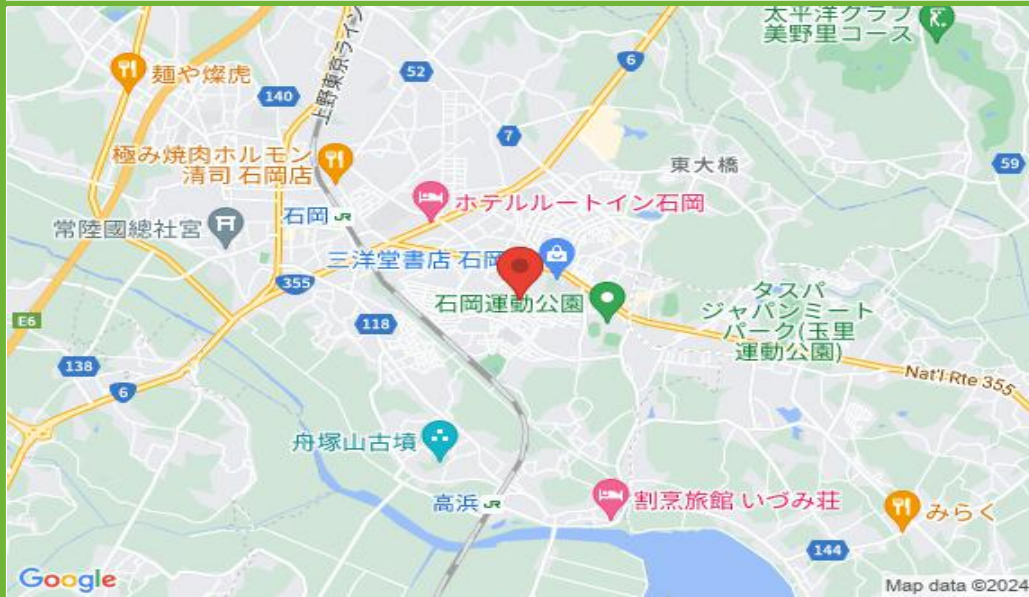 太平洋クラブ
美野里コース
6
麺や燦虎
52
上野東京ライン
140
7
極み焼肉ホルモン
清司 石岡店
東大橋
59
ホテルルートイン石岡
石岡 JR
常陸國總社宮
三洋堂書店 石岡
355
石岡運動公園
タスパ
ジャパンミート
パーク(玉里
運動公園)
E6
118
138
6
Nat'l Rte 355
舟塚山古墳
高浜 JR
割烹旅館 いづみ荘
みらく
144
Google
Map data ©2024